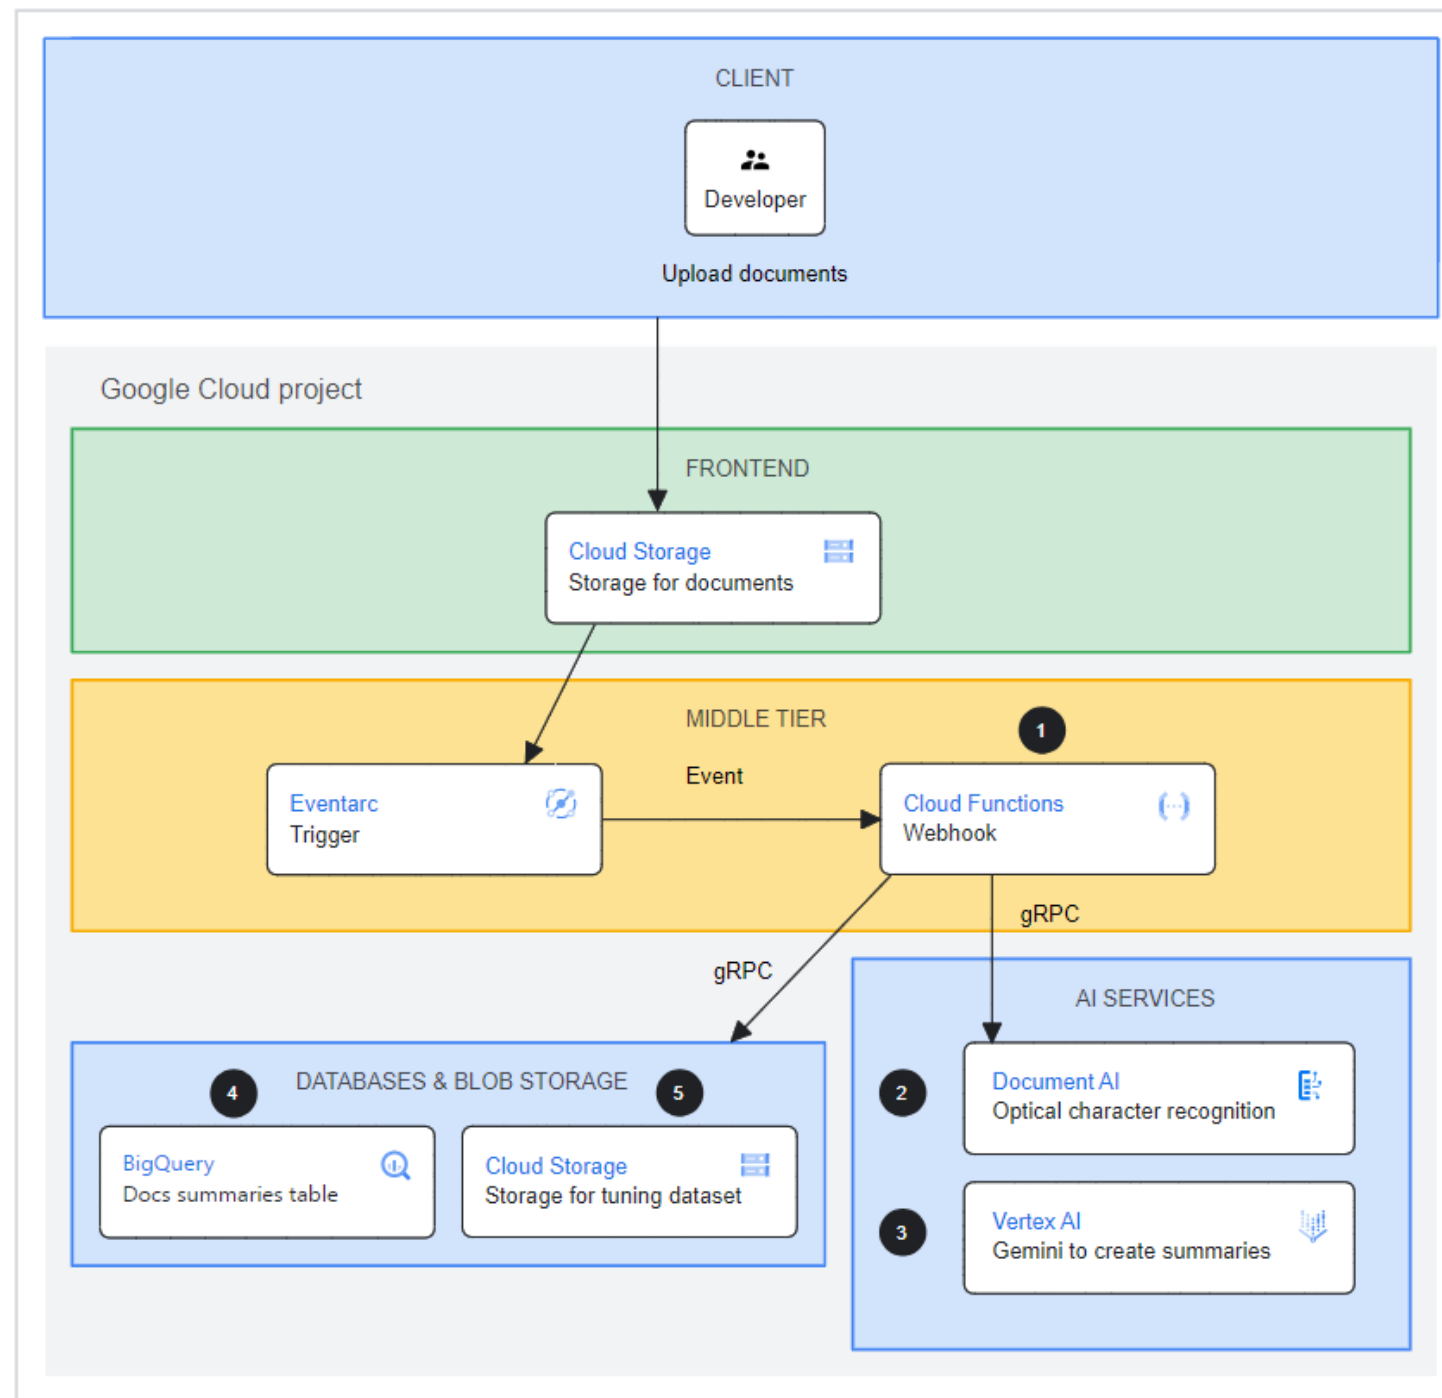 CLIENT
Developer
Upload documents
Google Cloud project
FRONTEND
Cloud Storage
Storage for documents
MIDDLE TIER
1
Event
Eventarc
Trigger
Cloud Functions
Webhook
gRPC
gRPC
AI SERVICES
DATABASES & BLOB STORAGE
4
5
2
Document AI
Optical character recognition
BigQuery
Docs summaries table
Cloud Storage
Storage for tuning dataset
3
Vertex AI
Gemini to create summaries